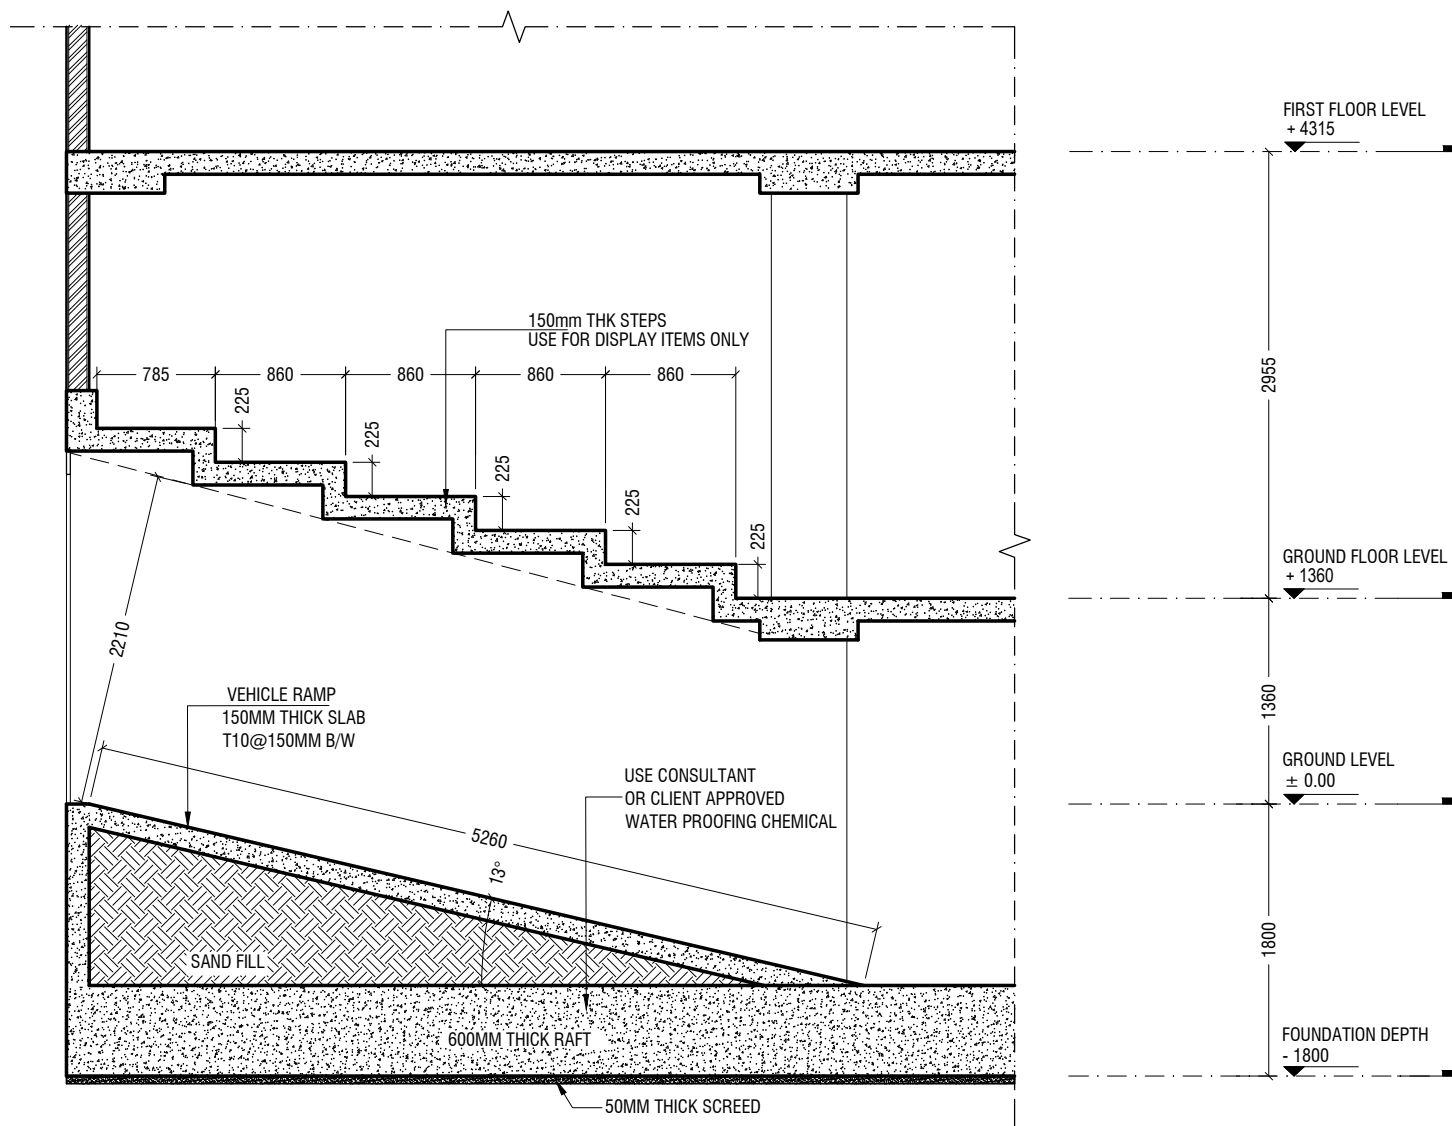 FIRST FLOOR LEVEL
+ 4315
150mm THK STEPS
USE FOR DISPLAY ITEMS ONLY
785
860
860
860
860
2955
225
225
225
225
225
GROUND FLOOR LEVEL
+ 1360
2210
VEHICLE RAMP
150MM THICK SLAB
T10@150MM B/W
1360
GROUND LEVEL
± 0.00
USE CONSULTANT
OR CLIENT APPROVED
WATER PROOFING CHEMICAL
5260
13°
1800
SAND FILL
600MM THICK RAFT
FOUNDATION DEPTH
- 1800
50MM THICK SCREED